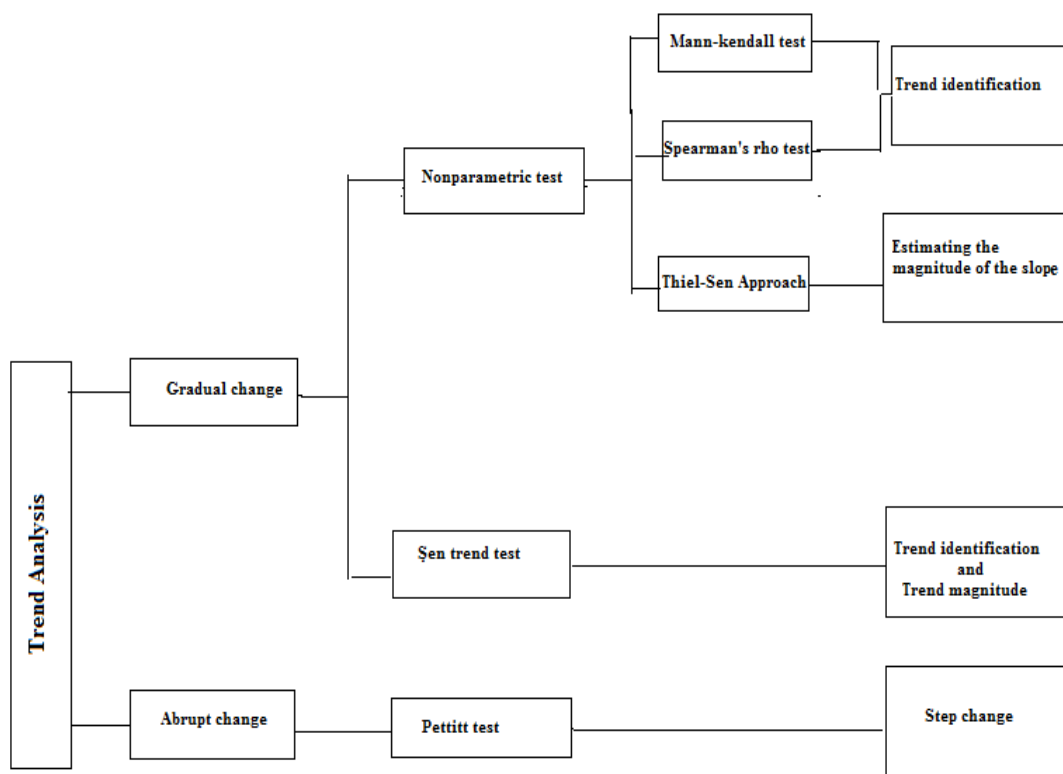 Mann-kendall test
Trend identification
Spearman's rho test
Nonparametric test
Estimating the
magnitude of the slope
Thiel-Sen Approach
Gradual change
Trend Analysis
Şen trend test
Trend identification
and
Trend magnitude
Abrupt change
Pettitt test
Step change